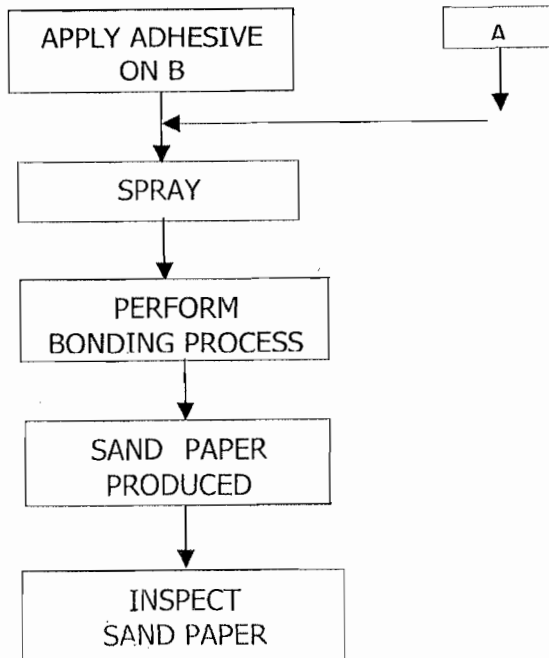 APPLY ADHESIVE
ON B
A
SPRAY
PERFORM
BONDING PROCESS
SAND PAPER
PRODUCED
INSPECT
SAND PAPER